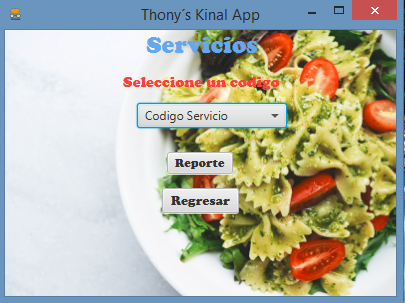 Thony´s Kinal App
Servicios
Seleccione un codigo
Codigo Servicio
Reporte
Regresar